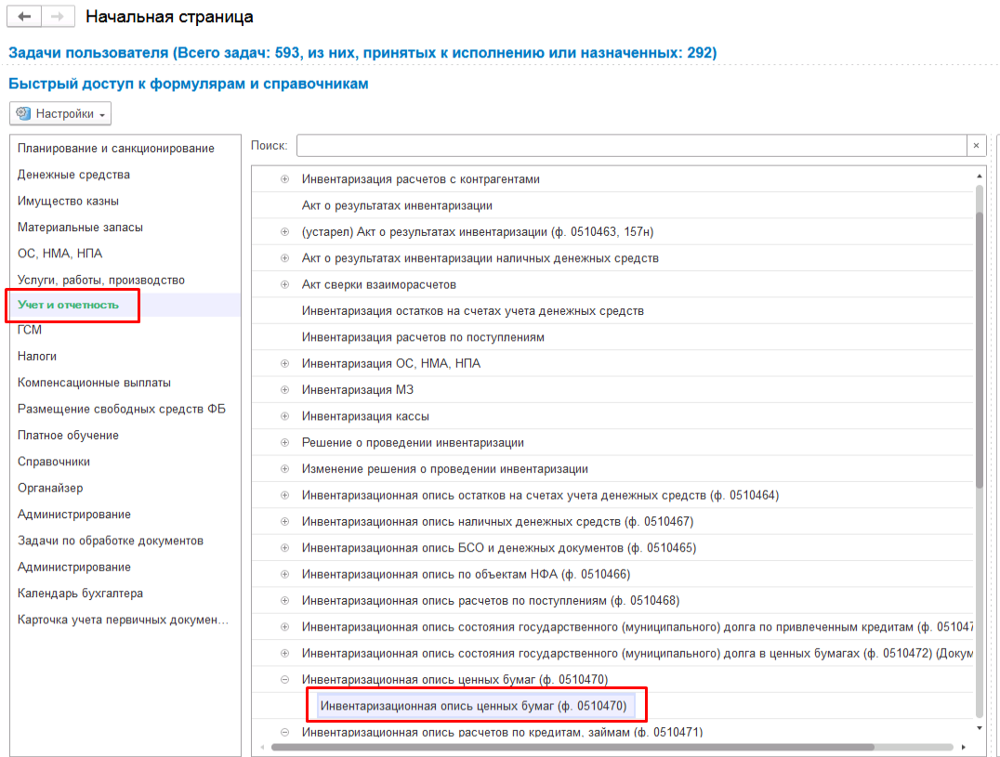 Начальная страница
Задачи пользователя (Всего задач: 593, из них, принятых к исполнению или назначенных: 292)
Быстрый доступ к формулярам и справочникам
Настройки
Планирование и санкционирование
Денежные средства
Имущество казны
Материальные запасы
ОС, НМА, НПА
Услуги, работы, производство
Учет и отчетность
ГСМ
Налоги
Компенсационные выплаты
Размещение свободных средств ФБ
Платное обучение
Справочники
Органайзер
Администрирование
Задачи по обработке документов
Администрирование
Календарь бухгалтера
Карточка учета первичных докумен...
Поиск:
Инвентаризация расчетов с контрагентами
Акт о результатах инвентаризации
(устарел) Акт о результатах инвентаризации (ф. 0510463, 157н)
Акт о результатах инвентаризации наличных денежных средств
Акт сверки взаиморасчетов
Инвентаризация остатков на счетах учета денежных средств
Инвентаризация расчетов по поступлениям
Инвентаризация ОС, НМА, НПА
Инвентаризация МЗ
Инвентаризация кассы
Решение о проведении инвентаризации
Изменение решения о проведении инвентаризации
Инвентаризационная опись остатков на счетах учета денежных средств (ф. 0510464)
Инвентаризационная опись наличных денежных средств (ф. 0510467)
Инвентаризационная опись БСО и денежных документов (ф. 0510465)
Инвентаризационная опись по объектам НФА (ф. 0510466)
Инвентаризационная опись расчетов по поступлениям (ф. 0510468)
Инвентаризационная опись состояния государственного (муниципального) долга по привлеченным кредитам (ф. 051047
Инвентаризационная опись состояния государственного (муниципального) долга в ценных бумагах (ф. 0510472) (Докум
Инвентаризационная опись ценных бумаг (ф. 0510470)
Инвентаризационная опись ценных бумаг (ф. 0510470)
Инвентаризационная опись расчетов по кредитам, займам (ф. 0510471)